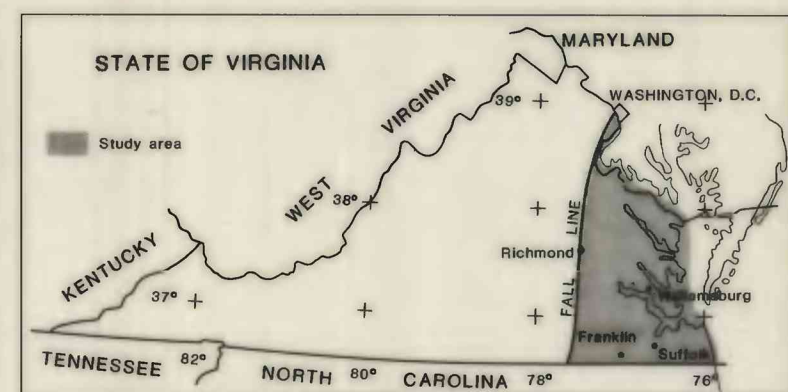 STATE OF VIRGINIA
Study area
MARYLAND
WASHINGTON, D.C.
39°
VIRGINIA
WEST
38°
KENTUCKY
37°
FALL LINE
Richmond
Williamsburg
Franklin
Suffolk
TENNESSEE
82°
NORTH CAROLINA
80°
78°
76°